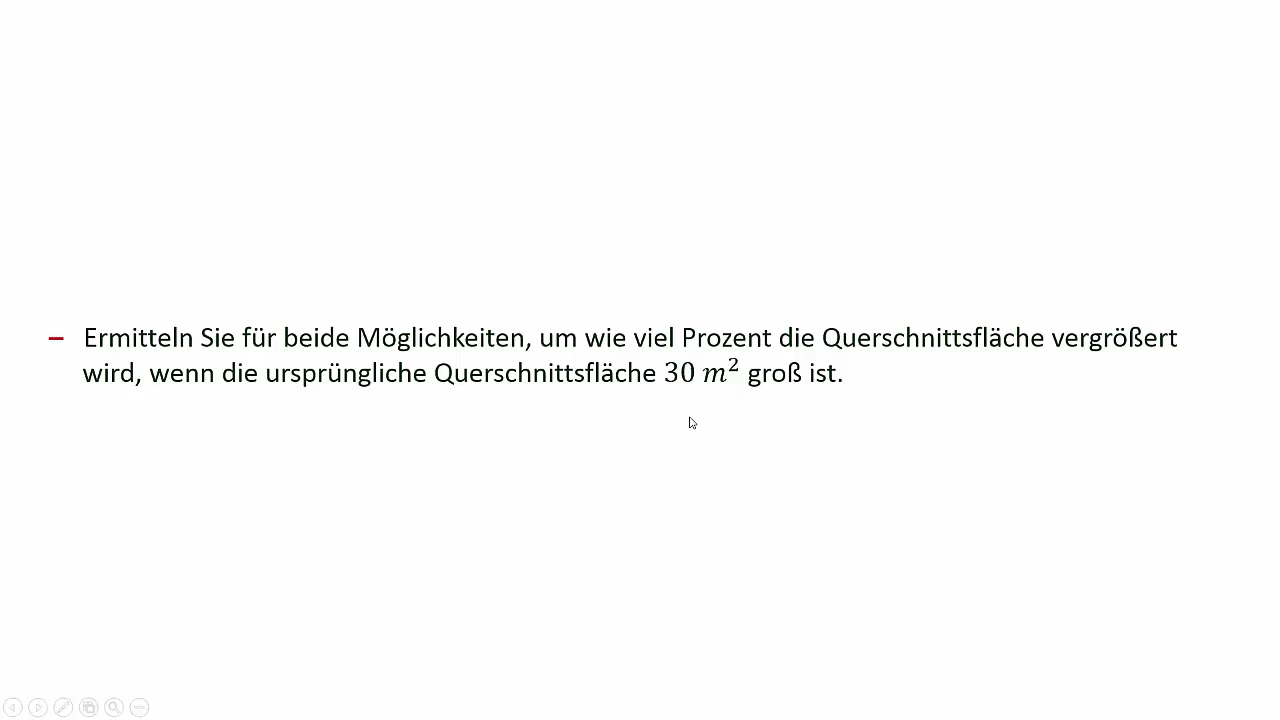 – Ermitteln Sie für beide Möglichkeiten, um wie viel Prozent die Querschnittsfläche vergrößert
wird, wenn die ursprüngliche Querschnittsfläche 30 m² groß ist.